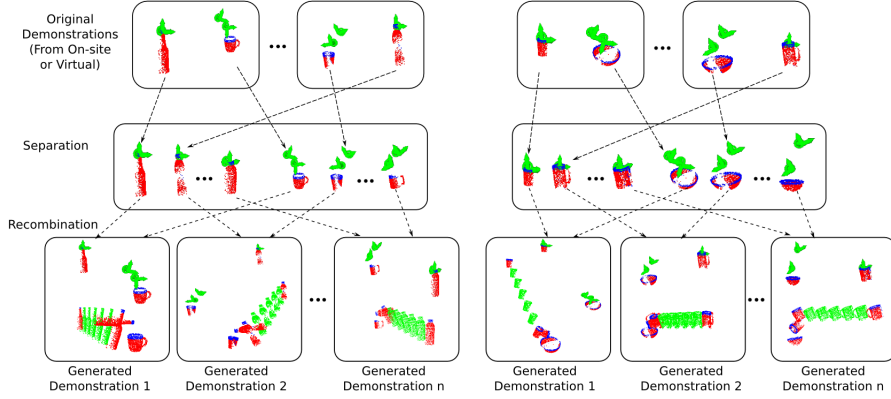 Original
Demonstrations
(From On-site
or Virtual)
Separation
Recombination
Generated
Demonstration 1
Generated
Demonstration 2
Generated
Demonstration n
Generated
Demonstration 1
Generated
Demonstration 2
Generated
Demonstration n